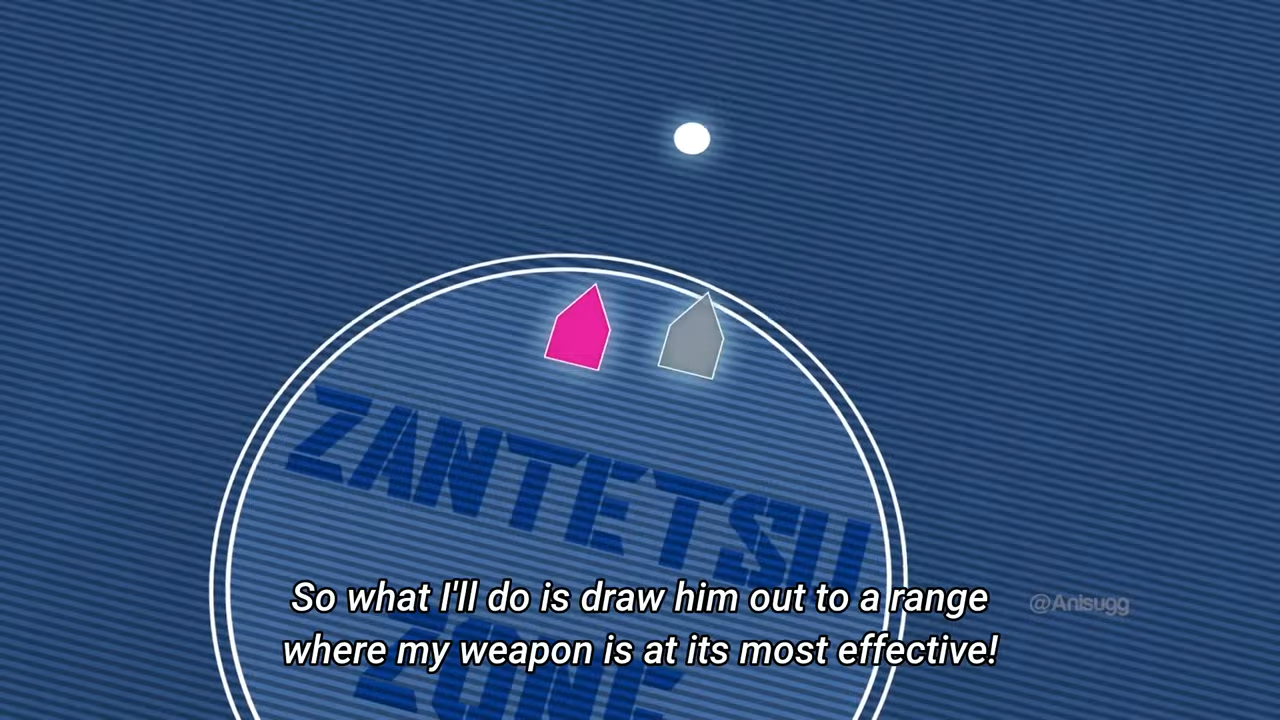 ZANTETSU
ZONE
So what I'll do is draw him out to a range
where my weapon is at its most effective!
@Anisugg